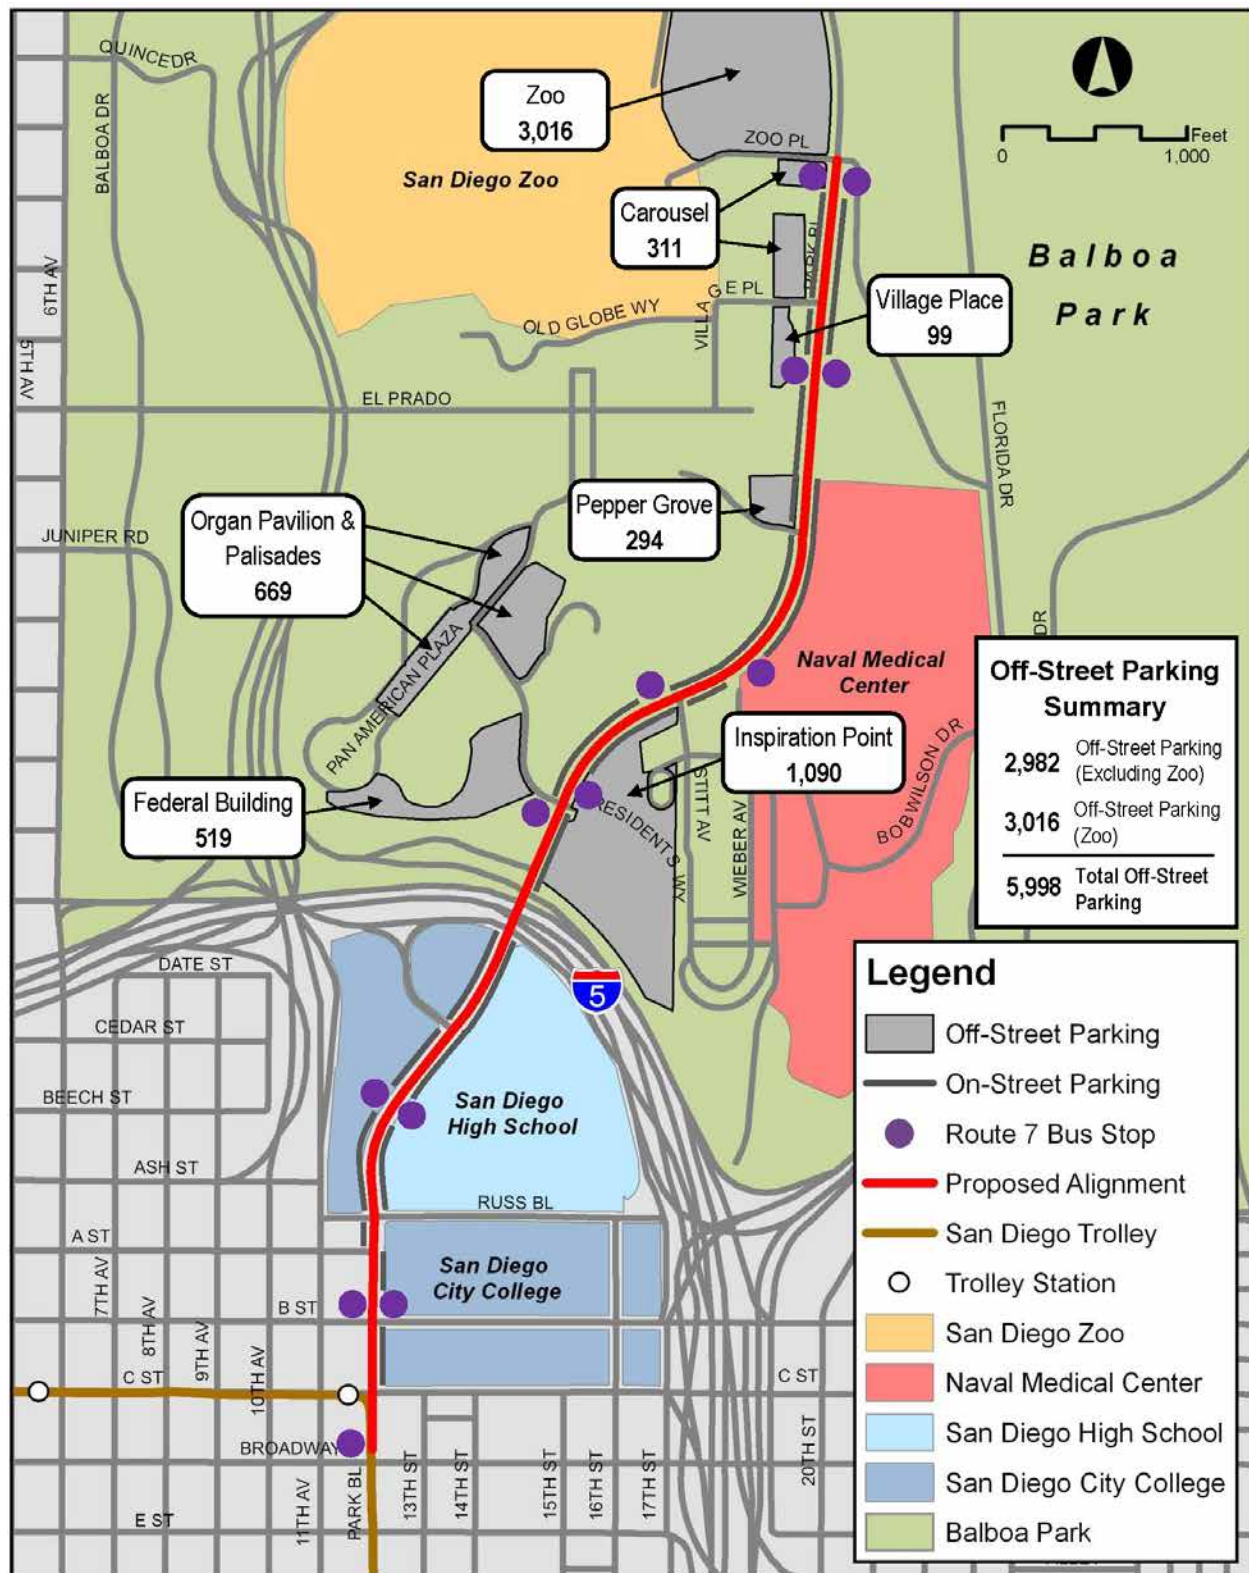 QUINCEDR
BALBOA DR
Zoo
3,016
ZOO PL
San Diego Zoo
Feet
0
1,000
Carousel
311
PARK BL
Balboa
Park
6TH AV
5TH AV
VILLAGE PL
OLD GLOBE WY
Village Place
99
EL PRADO
FLORIDA DR
JUNIPER RD
Organ Pavilion &
Palisades
669
Pepper Grove
294
PAN AMERICAN PLAZA
Naval Medical
Center
DR
Off-Street Parking
Summary
2,982 Off-Street Parking
(Excluding Zoo)
3,016 Off-Street Parking
(Zoo)
5,998 Total Off-Street
Parking
Inspiration Point
1,090
Federal Building
519
RESIDENTS WY
STITT AV
WIEBER AV
BOBWILSON DR
5
DATE ST
CEDAR ST
BEECH ST
ASH ST
A ST
B ST
C ST
BROADWAY
E ST
7TH AV
8TH AV
9TH AV
10TH AV
11TH AV
PARK BL
13TH ST
14TH ST
15TH ST
16TH ST
17TH ST
20TH ST
C ST
RUSS BL
San Diego
High School
San Diego
City College
Legend
Off-Street Parking
On-Street Parking
Route 7 Bus Stop
Proposed Alignment
San Diego Trolley
Trolley Station
San Diego Zoo
Naval Medical Center
San Diego High School
San Diego City College
Balboa Park